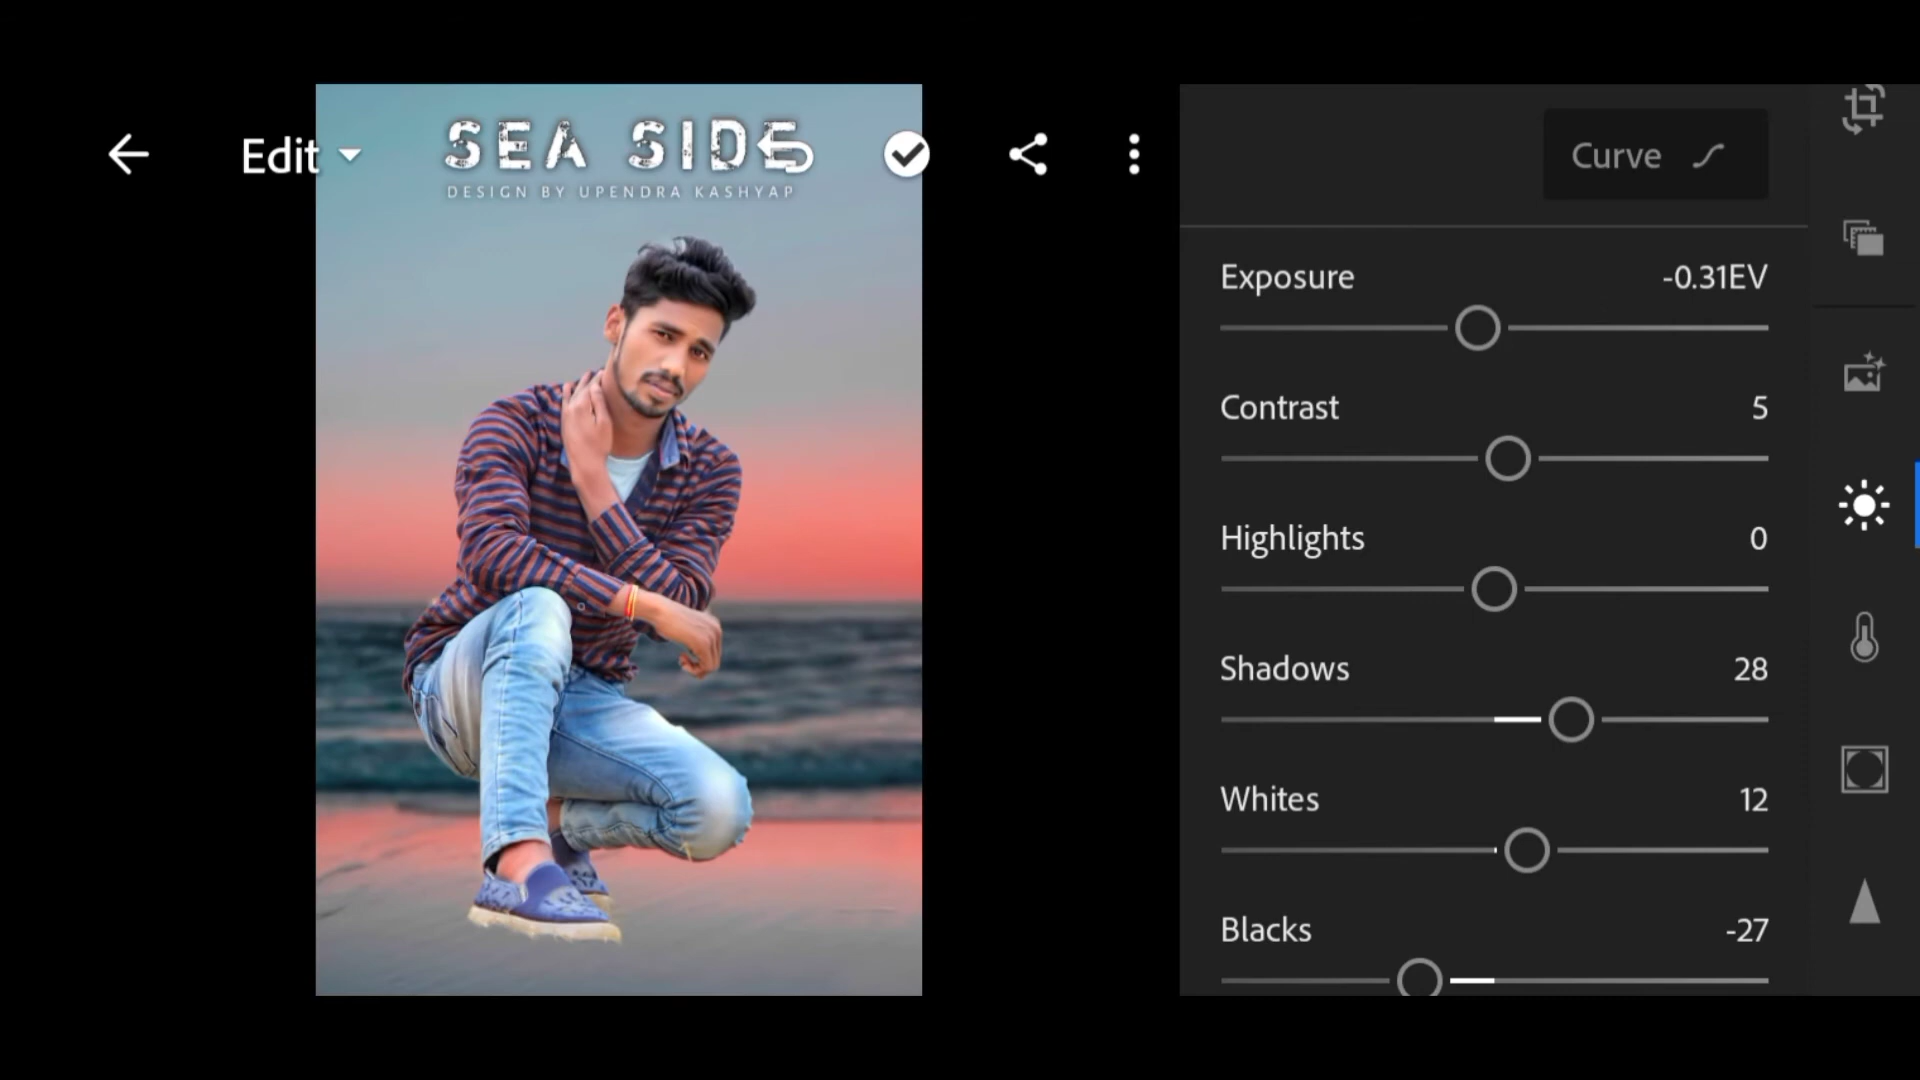 Edit
SEA SIDE
DESIGN BY UPENDRA KASHYAP
Curve
Exposure -0.31EV
Contrast 5
Highlights 0
Shadows 28
Whites 12
Blacks -27